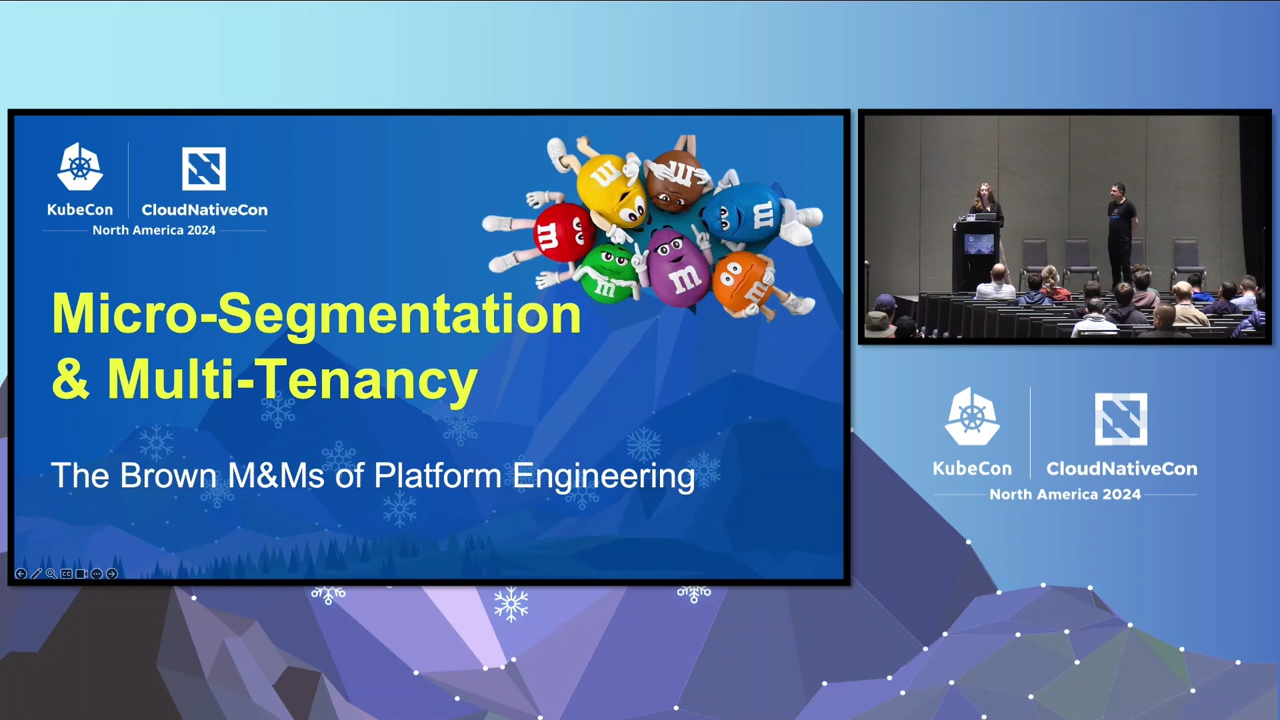 KubeCon
CloudNativeCon
North America 2024
m
m
m
m
m
m
m
Micro-Segmentation
& Multi-Tenancy
The Brown M&Ms of Platform Engineering
KubeCon
CloudNativeCon
North America 2024